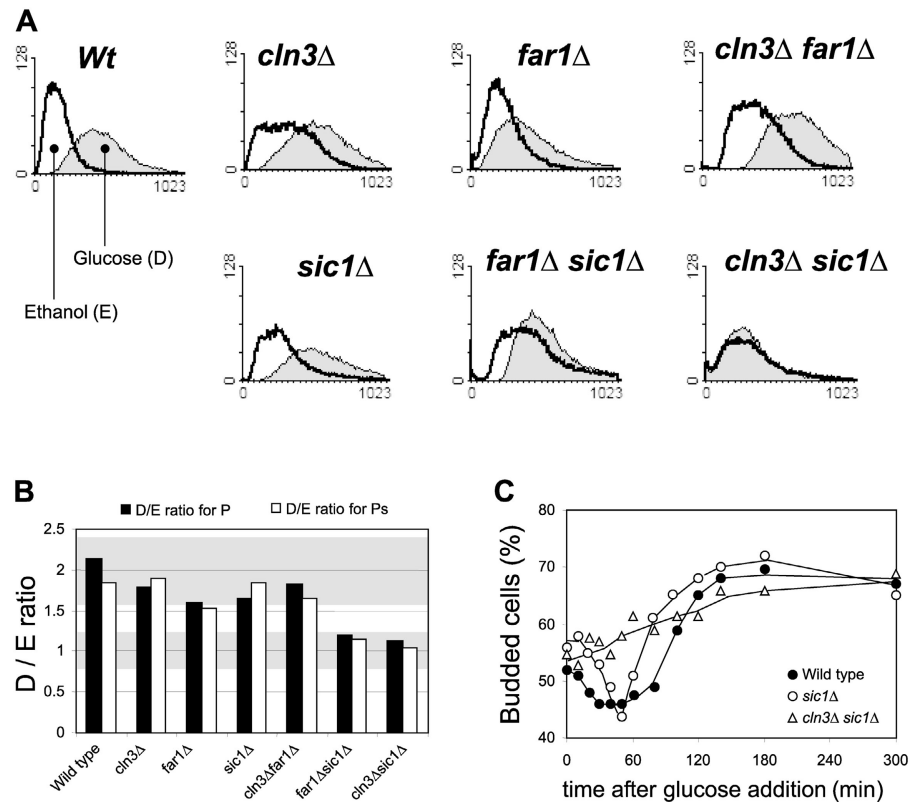 A
Wt
cln3Δ
far1Δ
cln3Δ far1Δ
128
0
0
1023
128
0
0
1023
128
0
0
1023
128
0
0
1023
Glucose (D)
Ethanol (E)
sic1Δ
far1Δ sic1Δ
cln3Δ sic1Δ
128
0
0
1023
128
0
0
1023
128
0
0
1023
B
D/E ratio for P
D/E ratio for Ps
D / E ratio
2.5
2
1.5
1
0.5
0
Wild type
cln3Δ
far1Δ
sic1Δ
cln3Δfar1Δ
far1Δsic1Δ
cln3Δsic1Δ
C
Budded cells (%)
80
70
60
50
40
Wild type
sic1Δ
cln3Δ sic1Δ
0
60
120
180
240
300
time after glucose addition (min)